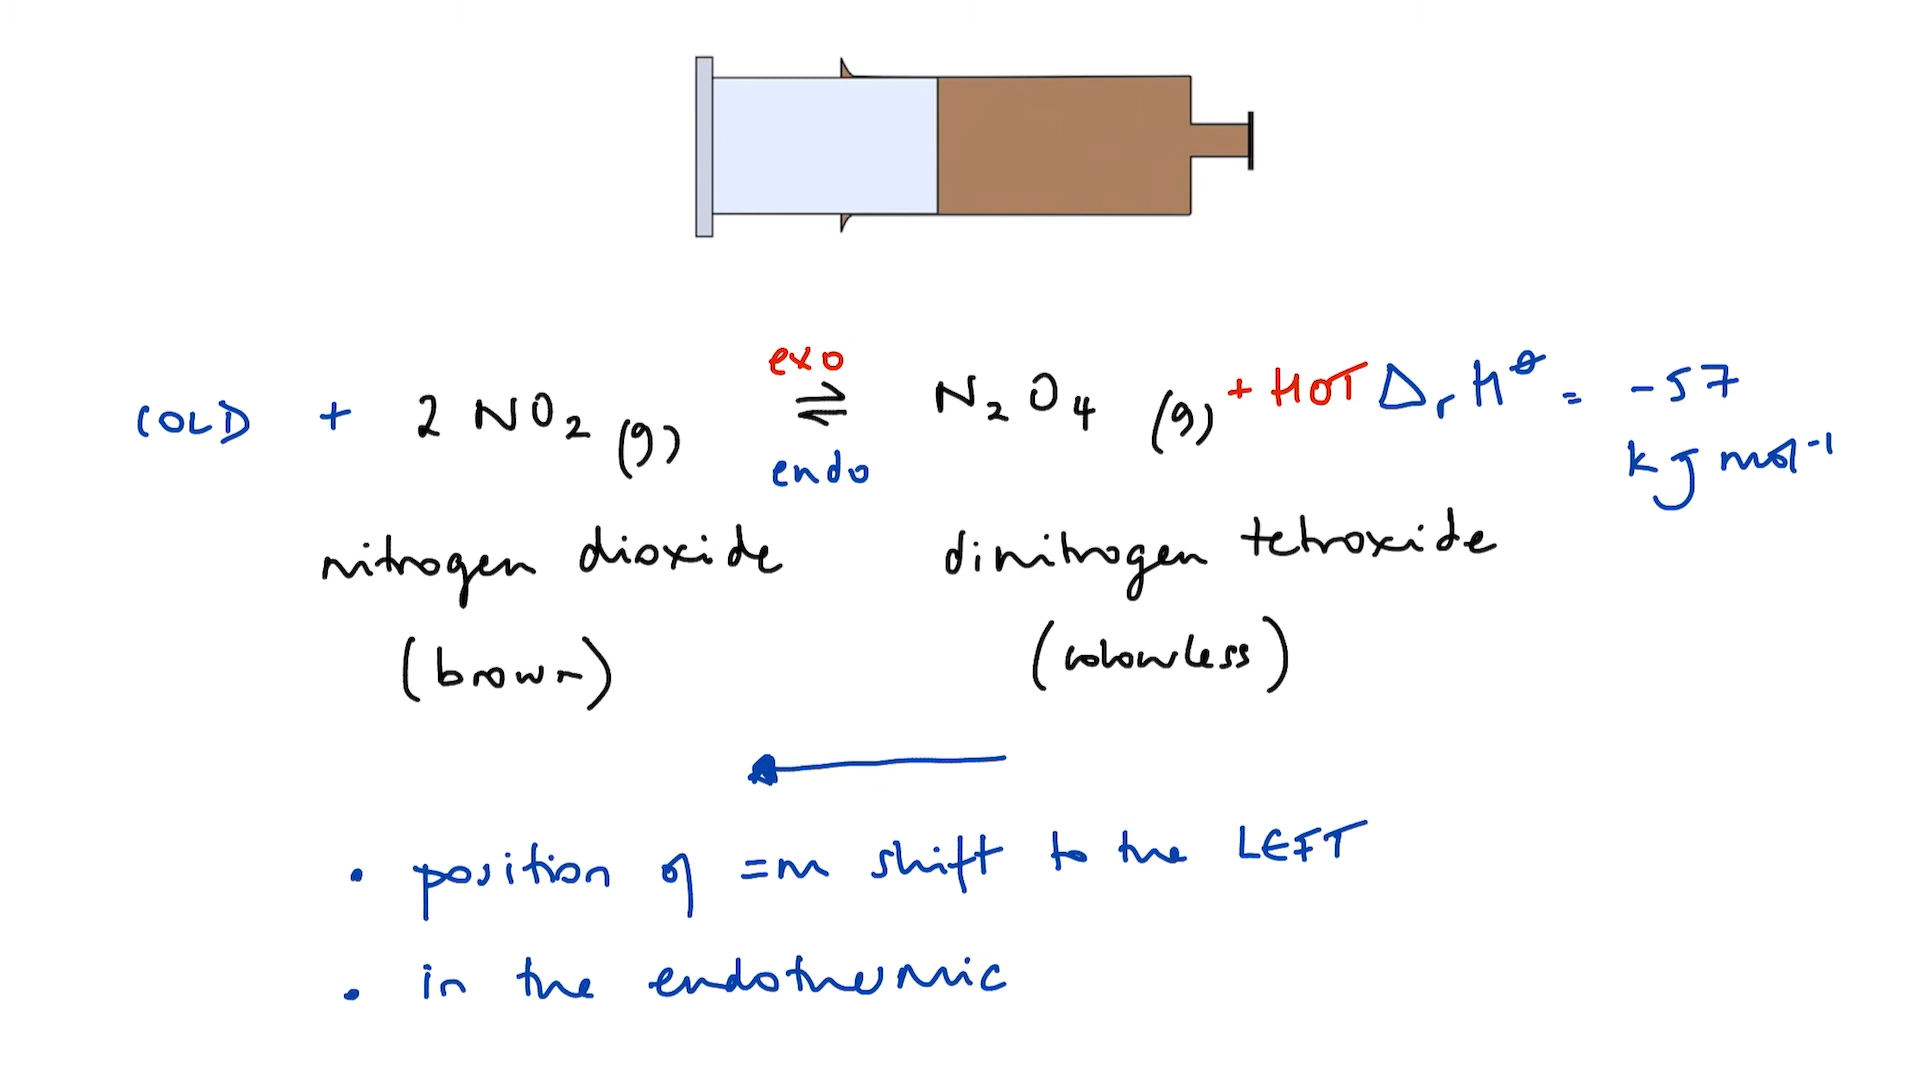 exo
COLD + 2 NO₂ (g) ⇌ N₂O₄ (g) + HOT ΔᵣH⦵ = -57
endo
kJ mol⁻¹
nitrogen dioxide dinitrogen tetroxide
(brown) (colourless)
• position of =m shift to the LEFT
• in the endothermic